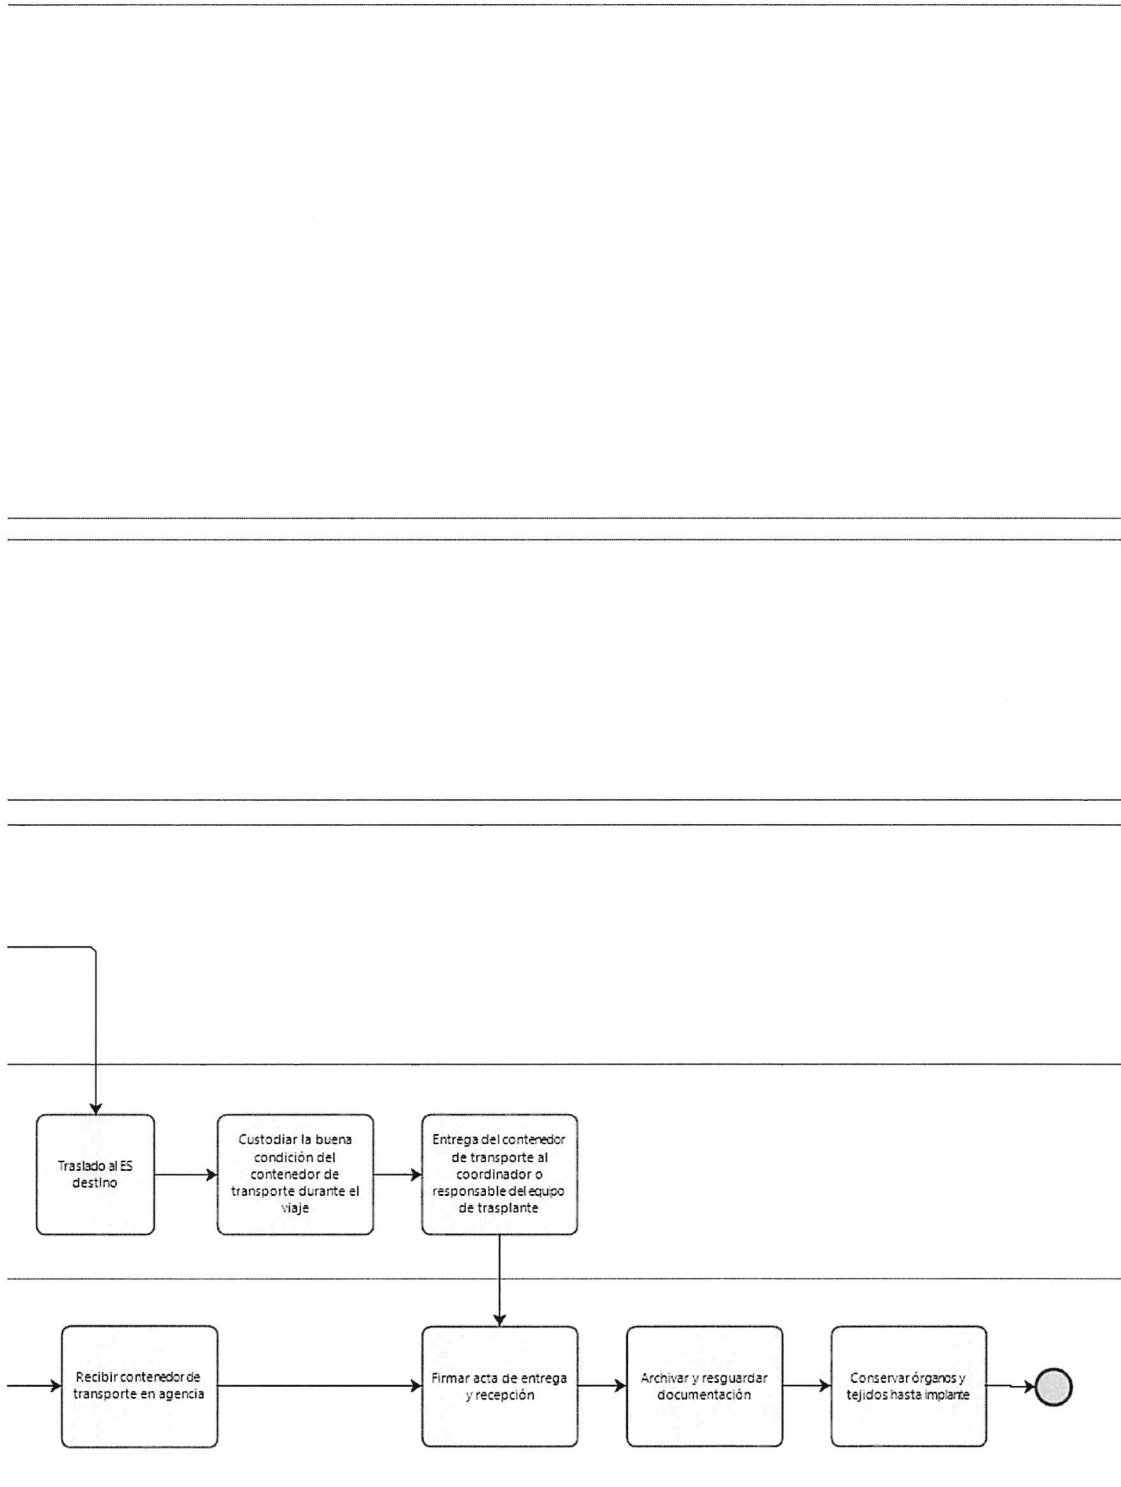 Traslado al ES
destino
Custodiar la buena
condición del
contenedor de
transporte durante el
viaje
Entrega del contenedor
de transporte al
coordinador o
responsable del equipo
de trasplante
Recibir contenedor de
transporte en agencia
Firmar acta de entrega
y recepción
Archivar y resguardar
documentación
Conservar órganos y
tejidos hasta implante